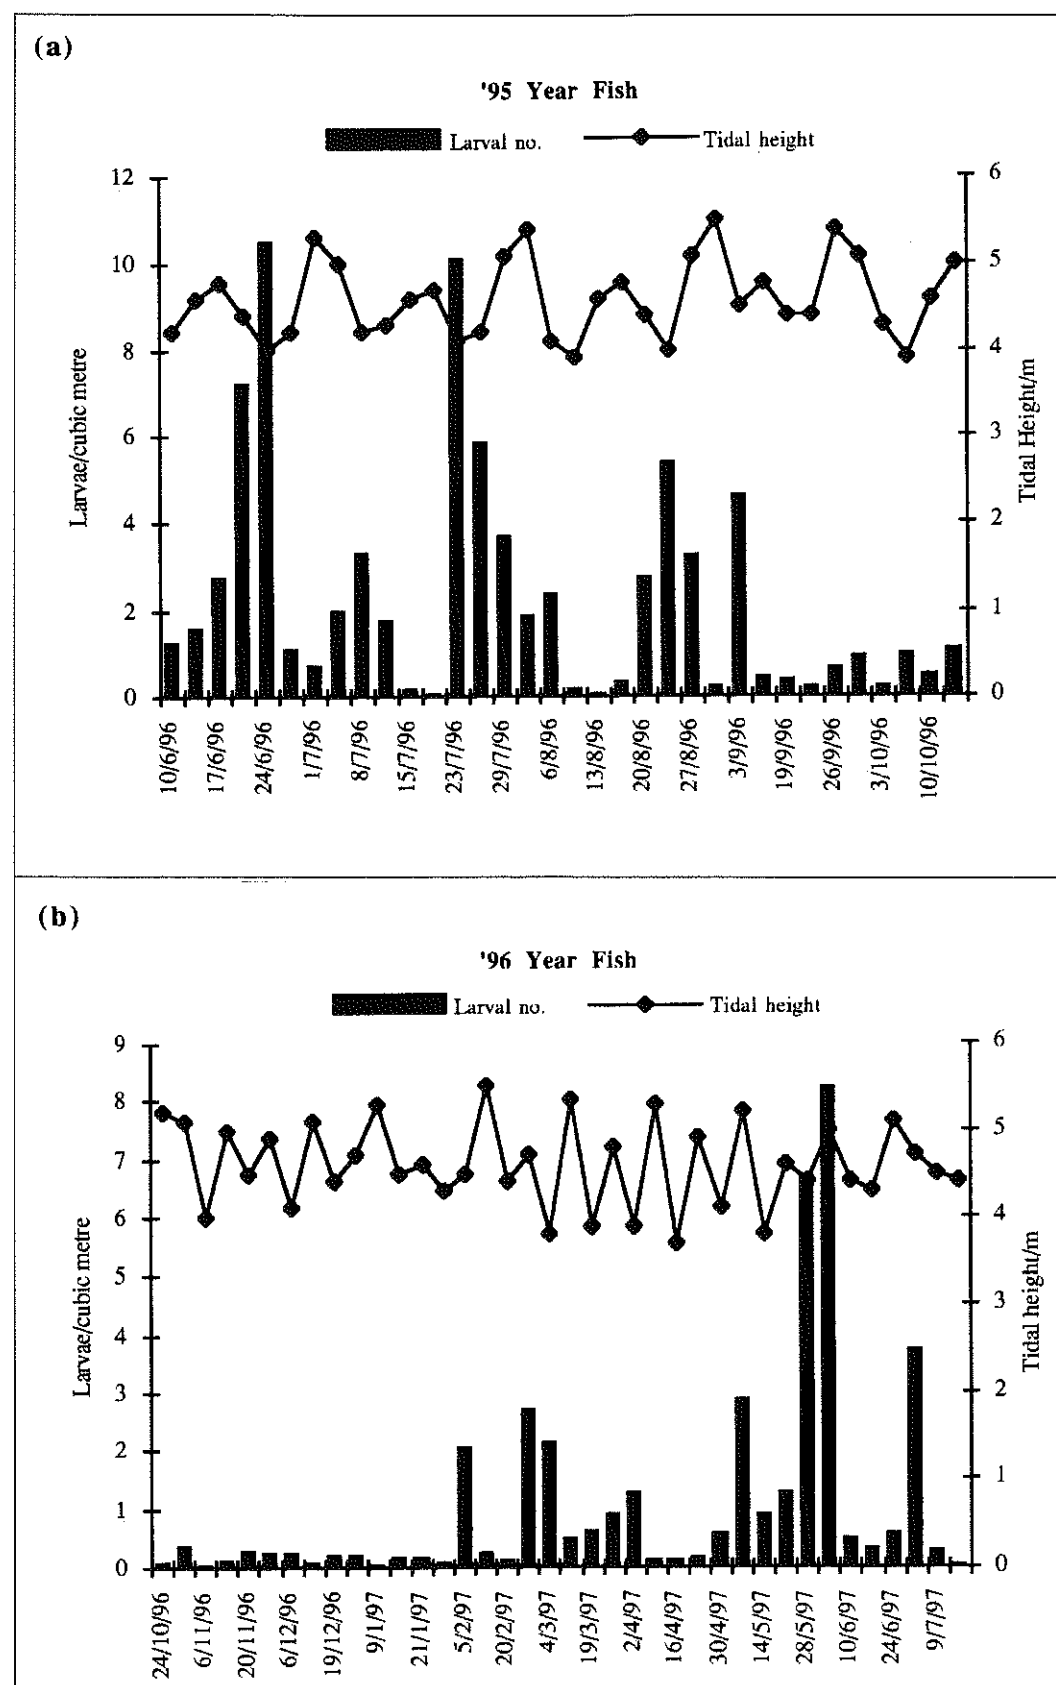 (a)
'95 Year Fish
Larval no. Tidal height
12
10
8
6
4
2
0
Larvae/cubic metre
6
5
4
3
2
1
0
Tidal Height/m
10/6/96 17/6/96 24/6/96 1/7/96 8/7/96 15/7/96 23/7/96 29/7/96 6/8/96 13/8/96 20/8/96 27/8/96 3/9/96 19/9/96 26/9/96 3/10/96 10/10/96
(b)
'96 Year Fish
Larval no. Tidal height
9
8
7
6
5
4
3
2
1
0
Larvae/cubic metre
6
5
4
3
2
1
0
Tidal height/m
24/10/96 6/11/96 20/11/96 6/12/96 19/12/96 9/1/97 21/1/97 5/2/97 20/2/97 4/3/97 19/3/97 2/4/97 16/4/97 30/4/97 14/5/97 28/5/97 10/6/97 24/6/97 9/7/97